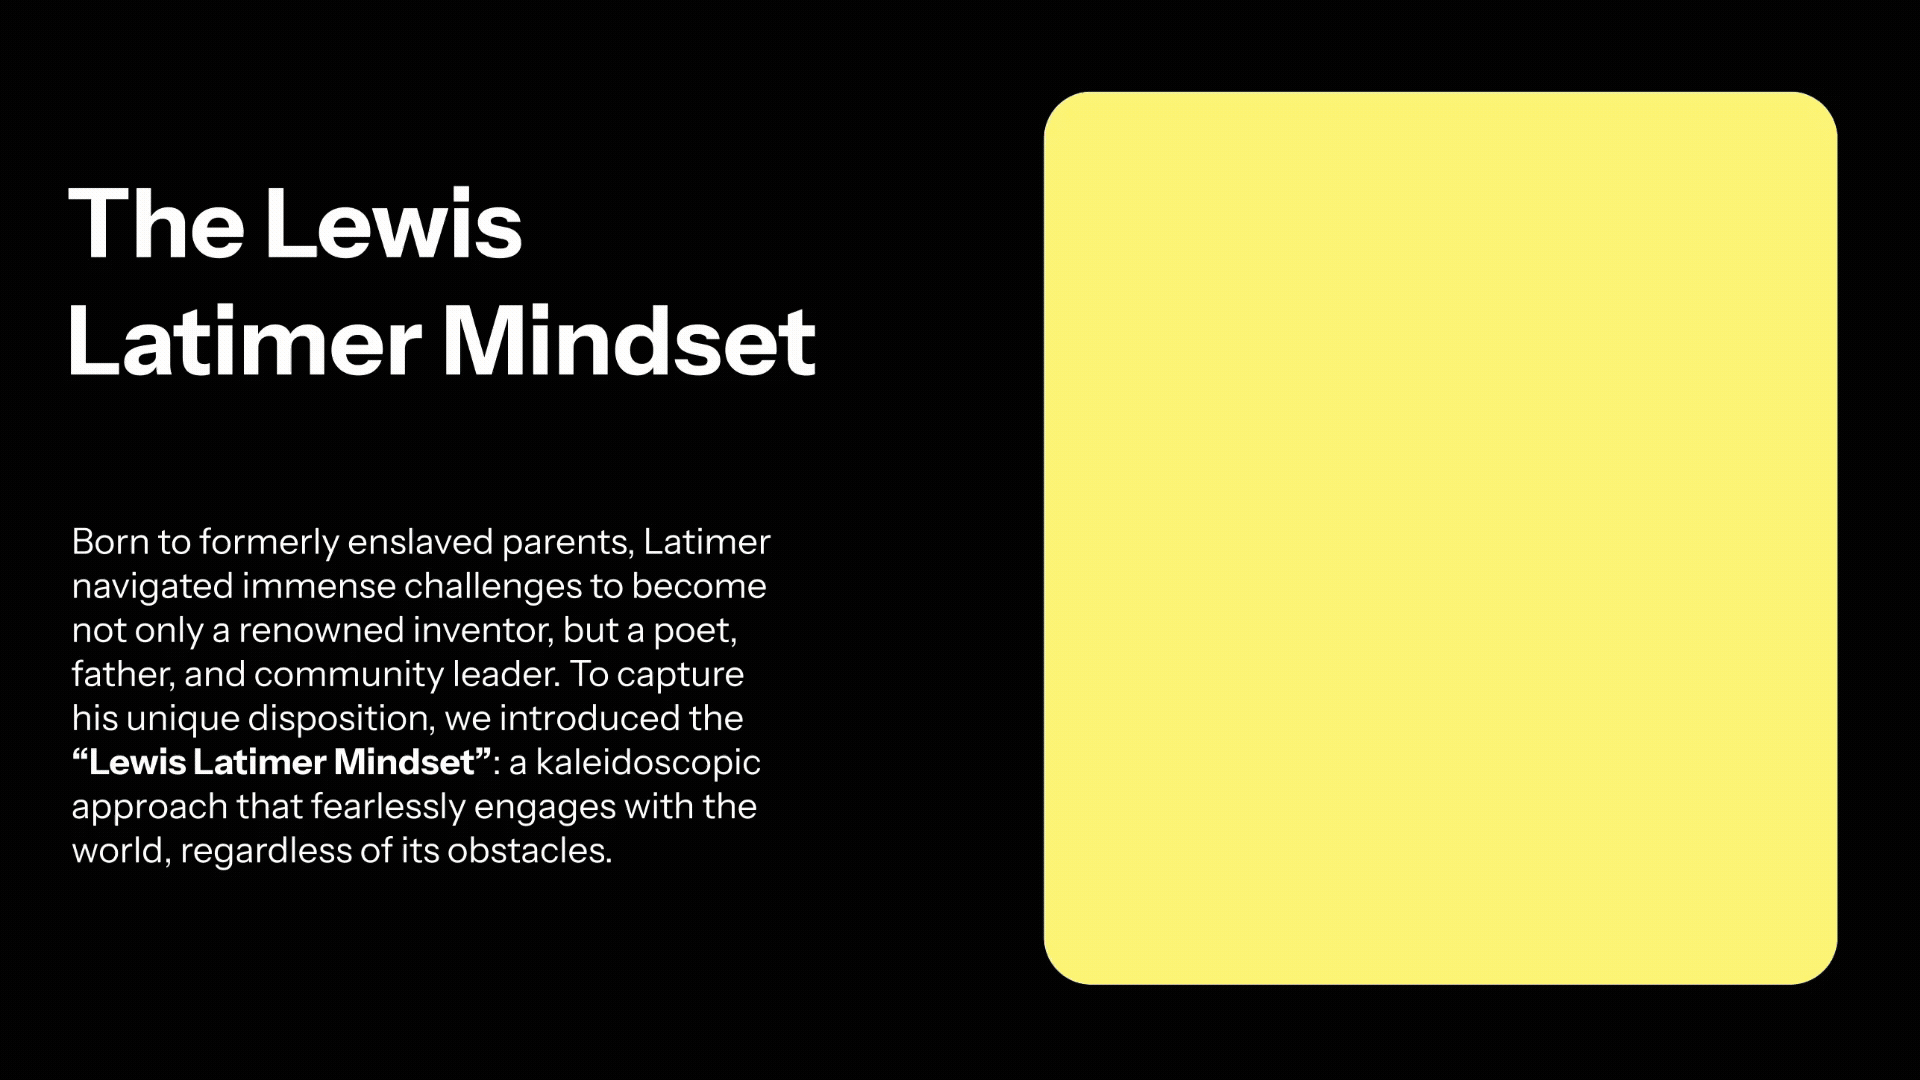 The Lewis
Latimer Mindset
Born to formerly enslaved parents, Latimer
navigated immense challenges to become
not only a renowned inventor, but a poet,
father, and community leader. To capture
his unique disposition, we introduced the
“Lewis Latimer Mindset”: a kaleidoscopic
approach that fearlessly engages with the
world, regardless of its obstacles.